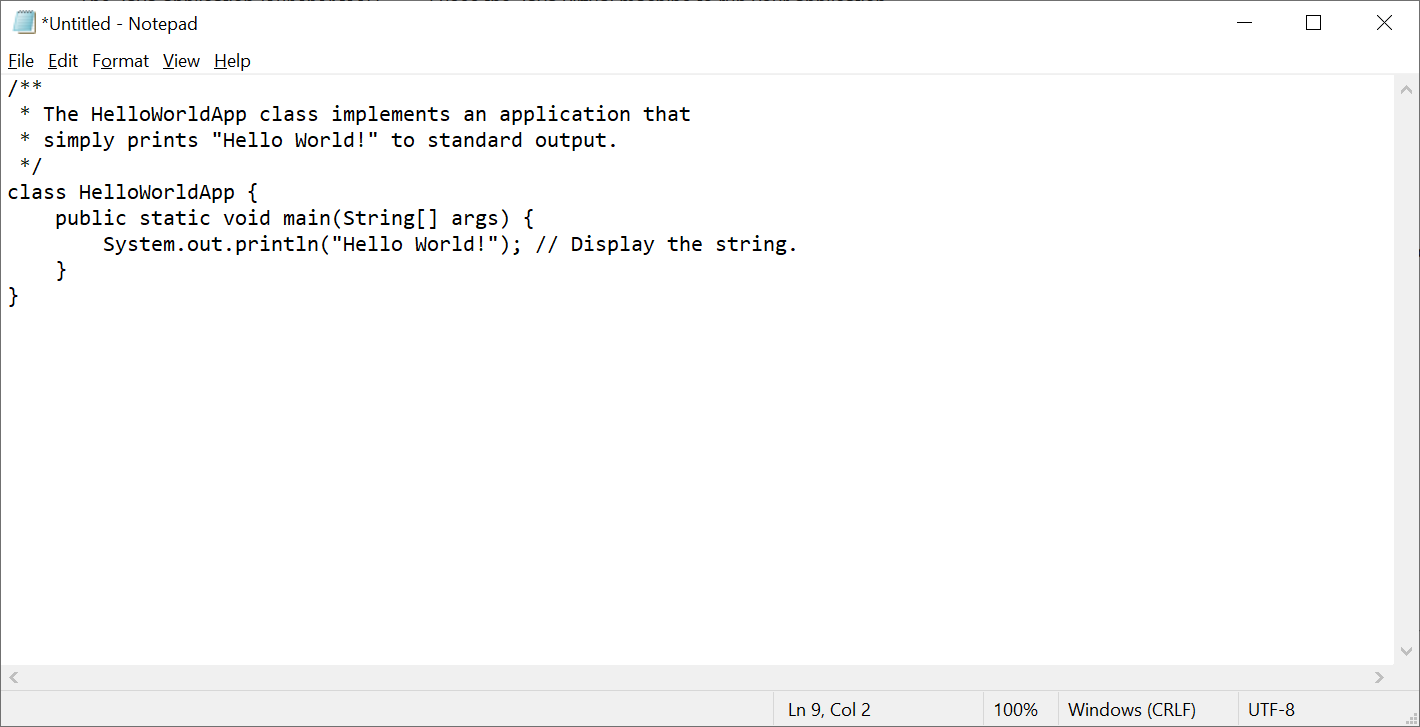 *Untitled - Notepad
File Edit Format View Help
/**
 * The HelloWorldApp class implements an application that
 * simply prints "Hello World!" to standard output.
 */
class HelloWorldApp {
    public static void main(String[] args) {
        System.out.println("Hello World!"); // Display the string.
    }
}
Ln 9, Col 2 100% Windows (CRLF) UTF-8